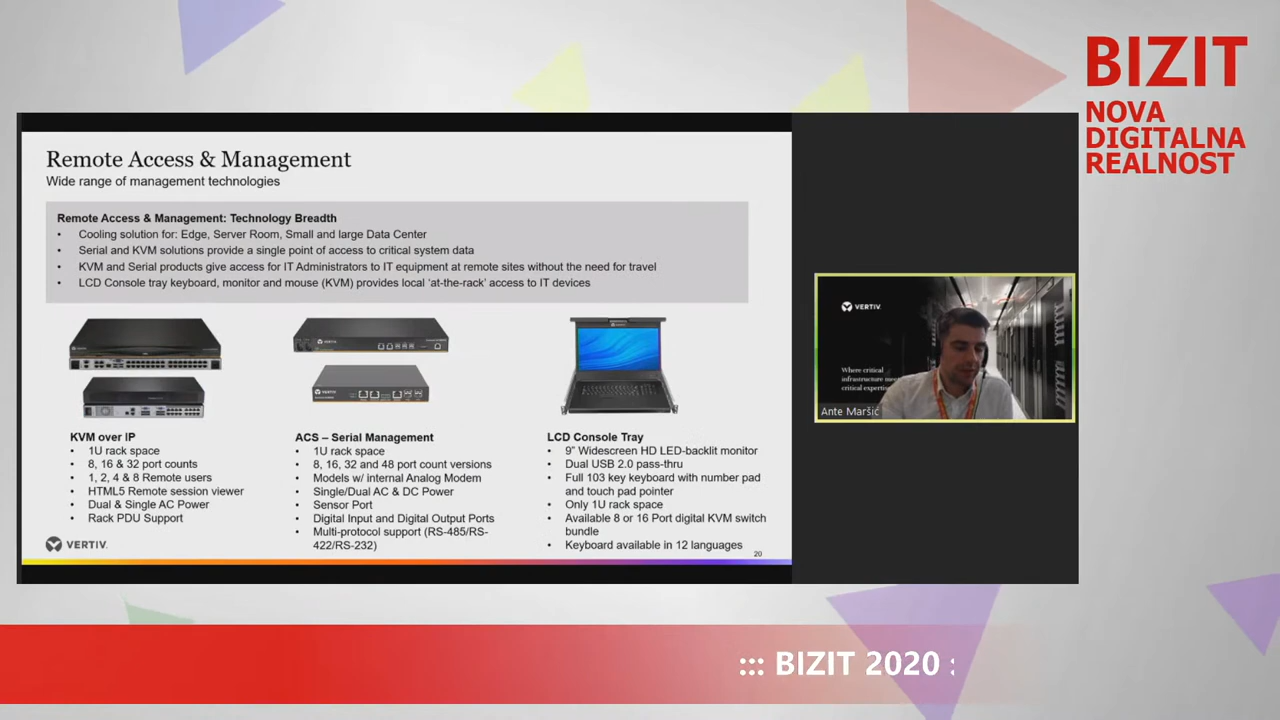 BIZIT
NOVA
DIGITALNA
REALNOST
Remote Access & Management
Wide range of management technologies
Remote Access & Management: Technology Breadth
• Cooling solution for: Edge, Server Room, Small and large Data Center
• Serial and KVM solutions provide a single point of access to critical system data
• KVM and Serial products give access for IT Administrators to IT equipment at remote sites without the need for travel
• LCD Console tray keyboard, monitor and mouse (KVM) provides local ‘at-the-rack’ access to IT devices
VERTIV
VERTIV
KVM over IP
• 1U rack space
• 8, 16 & 32 port counts
• 1, 2, 4 & 8 Remote users
• HTML5 Remote session viewer
• Dual & Single AC Power
• Rack PDU Support
ACS – Serial Management
• 1U rack space
• 8, 16, 32 and 48 port count versions
• Models w/ internal Analog Modem
• Single/Dual AC & DC Power
• Sensor Port
• Digital Input and Digital Output Ports
• Multi-protocol support (RS-485/RS-
422/RS-232)
LCD Console Tray
• 9” Widescreen HD LED-backlit monitor
• Dual USB 2.0 pass-thru
• Full 103 key keyboard with number pad
and touch pad pointer
• Only 1U rack space
• Available 8 or 16 Port digital KVM switch
bundle
• Keyboard available in 12 languages
VERTIV.
20
VERTIV
Where critical
infrastructure
critical
Ante Maršić
::: BIZIT 2020 :